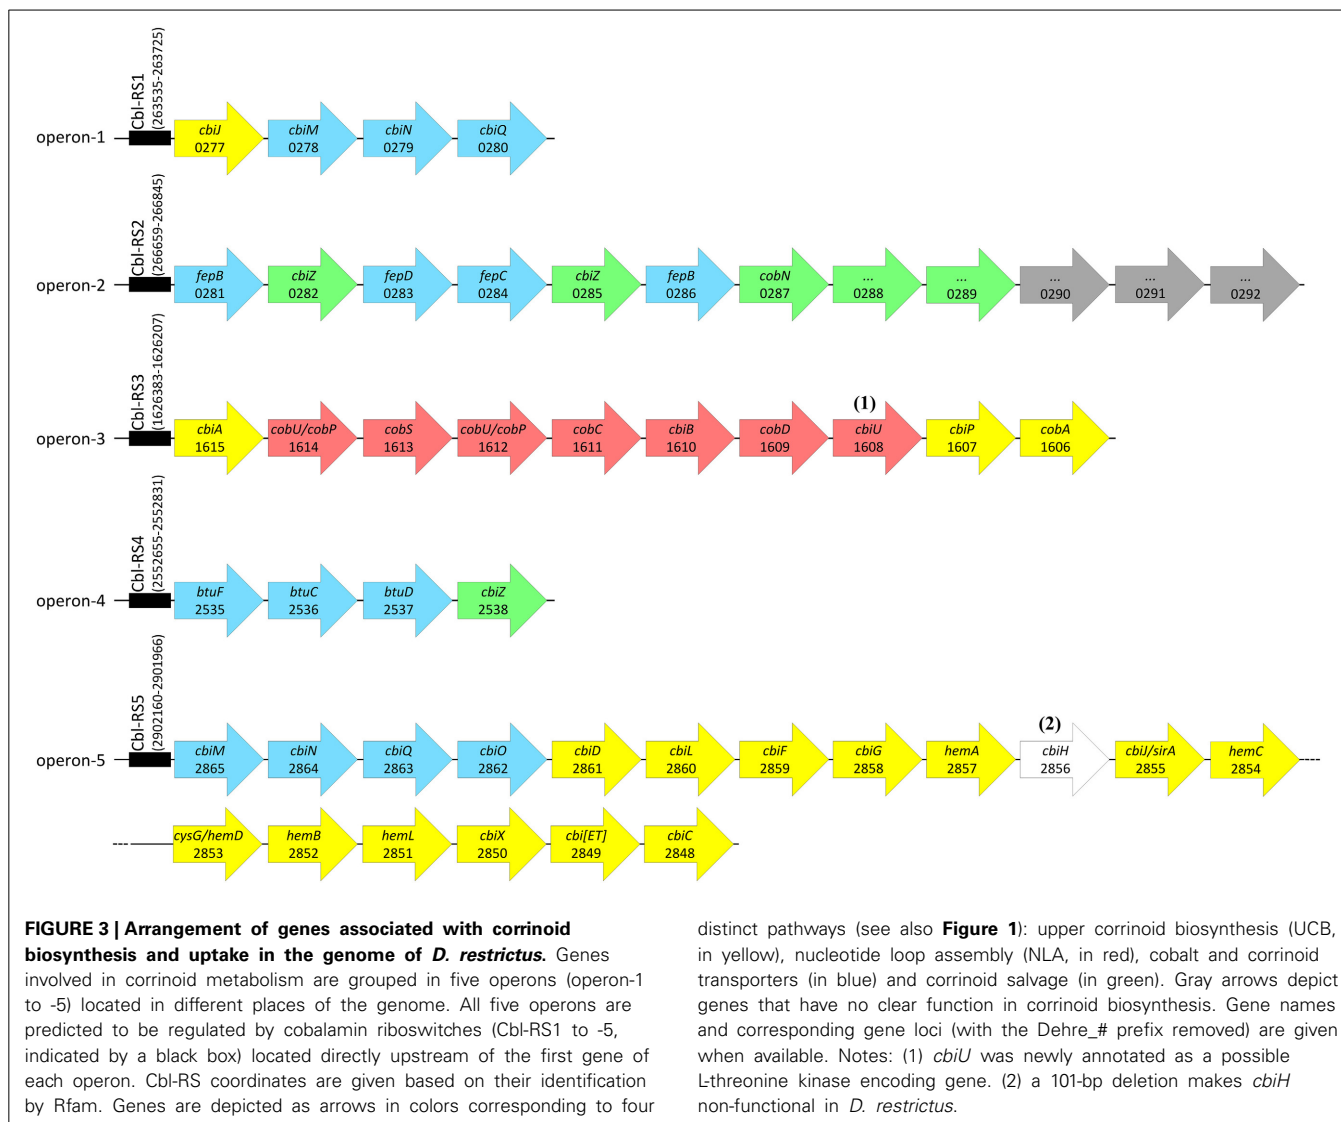 Cbl-RS1
(263535-263725)
operon-1
cbiJ
0277
cbiM
0278
cbiN
0279
cbiQ
0280
Cbl-RS2
(266659-266845)
operon-2
fepB
0281
cbiZ
0282
fepD
0283
fepC
0284
cbiZ
0285
fepB
0286
cobN
0287
...
0288
...
0289
...
0290
...
0291
...
0292
Cbl-RS3
(1626383-1626207)
operon-3
cbiA
1615
cobU/cobP
1614
cobS
1613
cobU/cobP
1612
cobC
1611
cbiB
1610
cobD
1609
(1)
cbiU
1608
cbiP
1607
cobA
1606
Cbl-RS4
(2552655-2552831)
operon-4
btuF
2535
btuC
2536
btuD
2537
cbiZ
2538
Cbl-RS5
(2902160-2901966)
operon-5
cbiM
2865
cbiN
2864
cbiQ
2863
cbiO
2862
cbiD
2861
cbiL
2860
cbiF
2859
cbiG
2858
hemA
2857
(2)
cbiH
2856
cbiJ/sirA
2855
hemC
2854
cysG/hemD
2853
hemB
2852
hemL
2851
cbiX
2850
cbi[ET]
2849
cbiC
2848
FIGURE 3 | Arrangement of genes associated with corrinoid
biosynthesis and uptake in the genome of D. restrictus. Genes
involved in corrinoid metabolism are grouped in five operons (operon-1
to -5) located in different places of the genome. All five operons are
predicted to be regulated by cobalamin riboswitches (Cbl-RS1 to -5,
indicated by a black box) located directly upstream of the first gene of
each operon. Cbl-RS coordinates are given based on their identification
by Rfam. Genes are depicted as arrows in colors corresponding to four
distinct pathways (see also Figure 1): upper corrinoid biosynthesis (UCB,
in yellow), nucleotide loop assembly (NLA, in red), cobalt and corrinoid
transporters (in blue) and corrinoid salvage (in green). Gray arrows depict
genes that have no clear function in corrinoid biosynthesis. Gene names
and corresponding gene loci (with the Dehre_# prefix removed) are given
when available. Notes: (1) cbiU was newly annotated as a possible
L-threonine kinase encoding gene. (2) a 101-bp deletion makes cbiH
non-functional in D. restrictus.